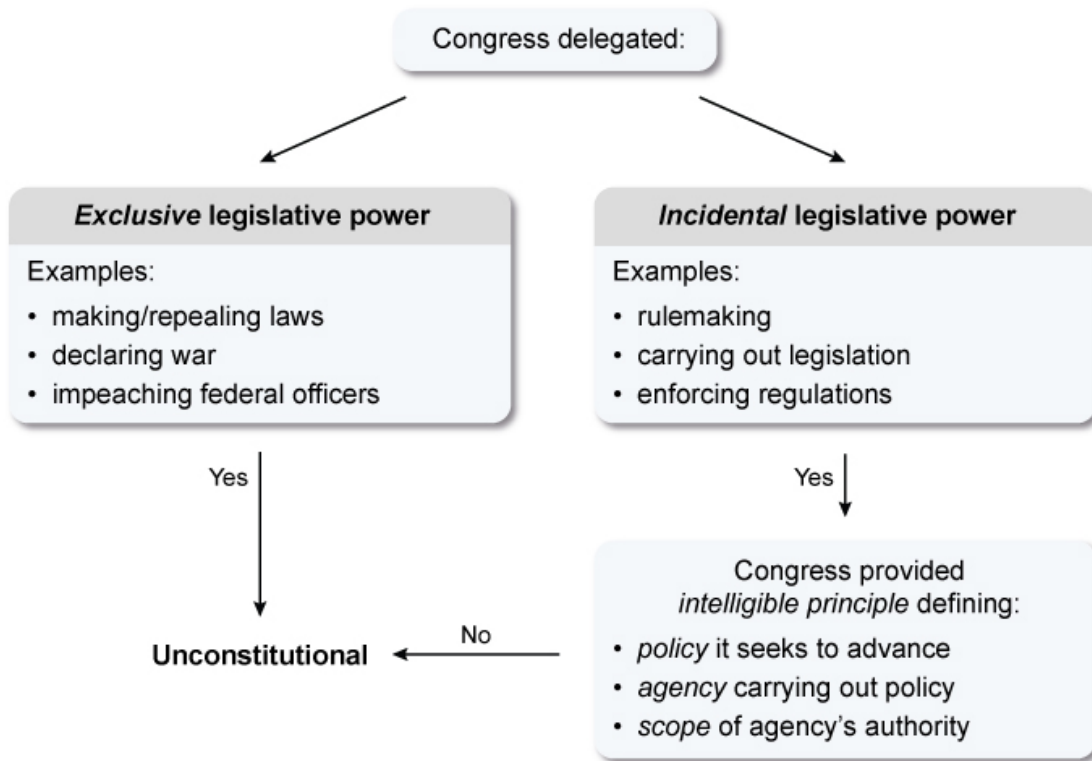 Congress delegated:
Exclusive legislative power
Examples:
• making/repealing laws
• declaring war
• impeaching federal officers
Incidental legislative power
Examples:
• rulemaking
• carrying out legislation
• enforcing regulations
Yes
Yes
Congress provided
intelligible principle defining:
• policy it seeks to advance
• agency carrying out policy
• scope of agency's authority
No
Unconstitutional